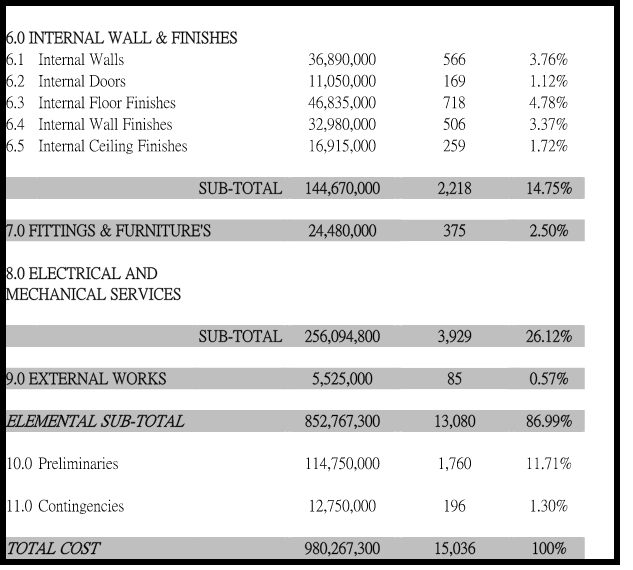 6.0 INTERNAL WALL & FINISHES
6.1 Internal Walls 36,890,000 566 3.76%
6.2 Internal Doors 11,050,000 169 1.12%
6.3 Internal Floor Finishes 46,835,000 718 4.78%
6.4 Internal Wall Finishes 32,980,000 506 3.37%
6.5 Internal Ceiling Finishes 16,915,000 259 1.72%
SUB-TOTAL 144,670,000 2,218 14.75%
7.0 FITTINGS & FURNITURE'S 24,480,000 375 2.50%
8.0 ELECTRICAL AND
MECHANICAL SERVICES
SUB-TOTAL 256,094,800 3,929 26.12%
9.0 EXTERNAL WORKS 5,525,000 85 0.57%
ELEMENTAL SUB-TOTAL 852,767,300 13,080 86.99%
10.0 Preliminaries 114,750,000 1,760 11.71%
11.0 Contingencies 12,750,000 196 1.30%
TOTAL COST 980,267,300 15,036 100%